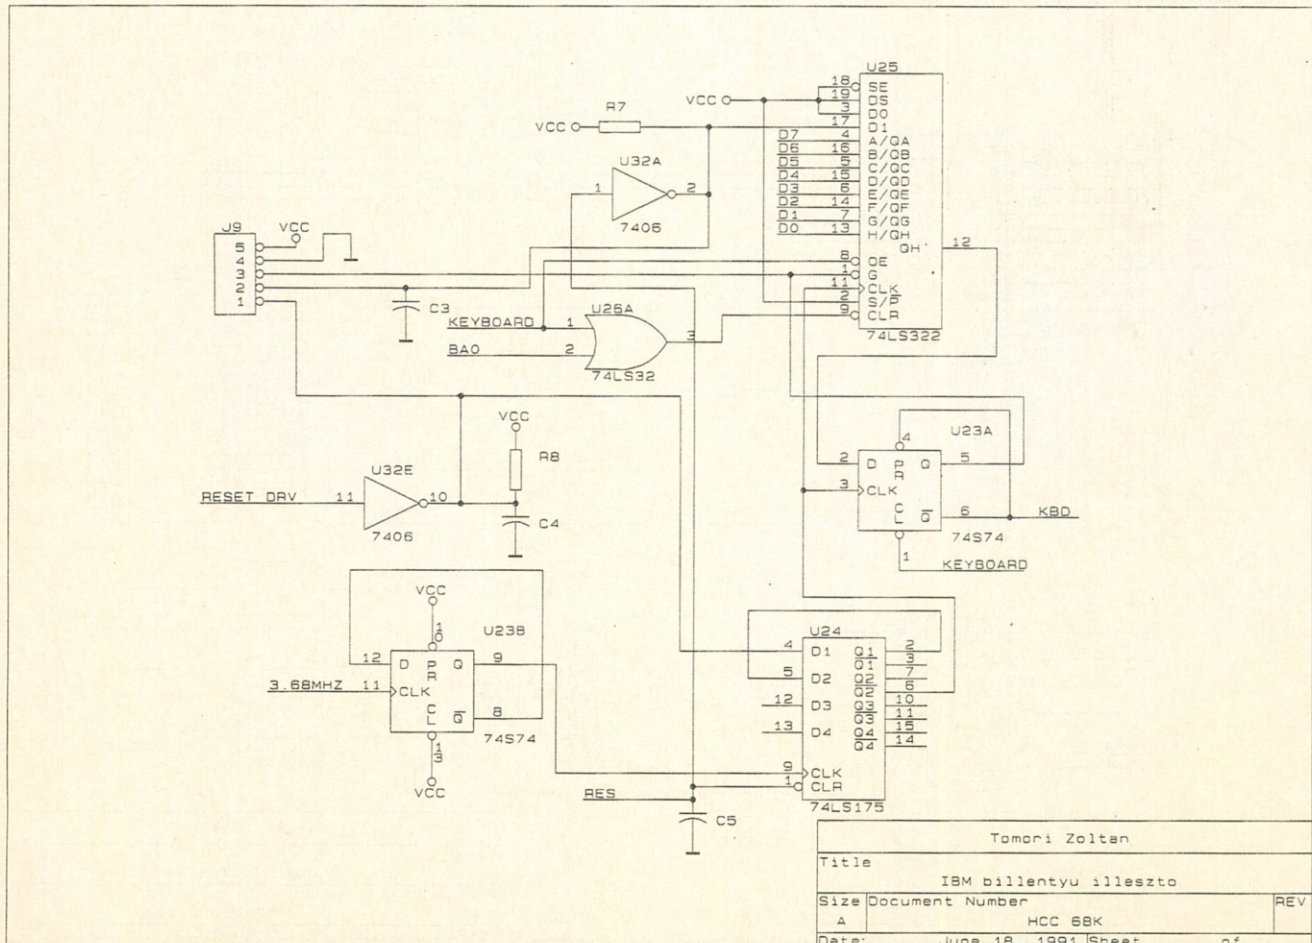 U25
18 SE
VCC 19 DS
3 D0
R7
VCC 17 D1
D7 4 A/QA
D6 16 B/QB
D5 5 C/QC
D4 15 D/QD
D3 6 E/QE
D2 14 F/QF
D1 7 G/QG
D0 13 H/QH
QH' 12
8 OE
1 G
11 CLK
2 S/P
9 CLR
74LS322
U32A
1 2
7406
J9
VCC
5
4
3
2
1
C3
U26A
KEYBOARD 1
3
BA0 2
74LS32
VCC
R8
U32E
RESET DRV 11 10
C4
7406
4 U23A
2 D PR Q 5
3 CLK
CL Q 6 KBD
74S74
1
KEYBOARD
VCC
10 U23B
12 D PR Q 9
3.68MHZ 11 CLK
CL Q 8
13 74S74
VCC
U24
4 D1 Q1 2
Q1 3
5 D2 Q2 7
Q2 6
12 D3 Q3 10
Q3 11
13 D4 Q4 15
Q4 14
9 CLK
1 CLR
74LS175
RES
C5
Tomori Zoltan
Title
IBM billentyu illeszto
Size Document Number REV
A HCC 68K
Date: June 18, 1991 Sheet of